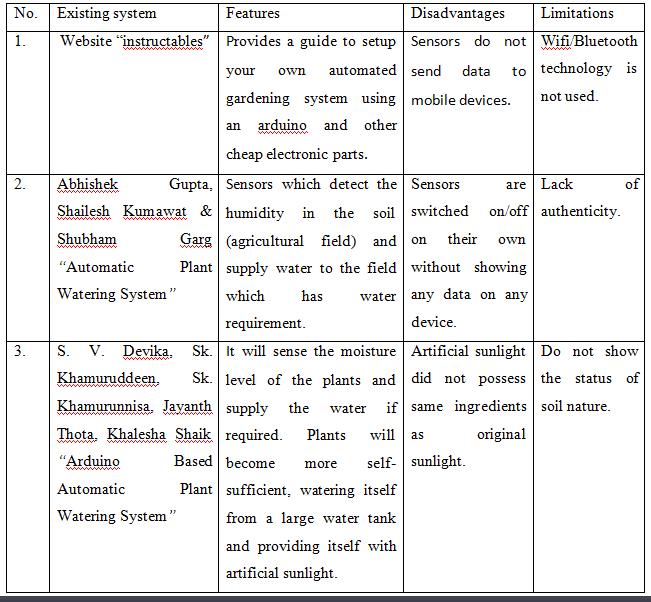 No. Existing system Features Disadvantages Limitations
1.
Website “instructables”
Provides a guide to setup
your own automated
gardening system using
an arduino and other
cheap electronic parts.
Sensors do not
send data to
mobile devices.
Wifi/Bluetooth
technology is
not used.
2.
Abhishek Gupta,
Shailesh Kumawat &
Shubham Garg
“Automatic Plant
Watering System”
Sensors which detect the
humidity in the soil
(agricultural field) and
supply water to the field
which has water
requirement.
Sensors are
switched on/off
on their own
without showing
any data on any
device.
Lack of
authenticity.
3.
S. V. Devika, Sk.
Khamuruddeen, Sk.
Khamurunnisa, Jayanth
Thota, Khalesha Shaik
“Arduino Based
Automatic Plant
Watering System”
It will sense the moisture
level of the plants and
supply the water if
required. Plants will
become more self-
sufficient, watering itself
from a large water tank
and providing itself with
artificial sunlight.
Artificial sunlight
did not possess
same ingredients
as original
sunlight.
Do not show
the status of
soil nature.